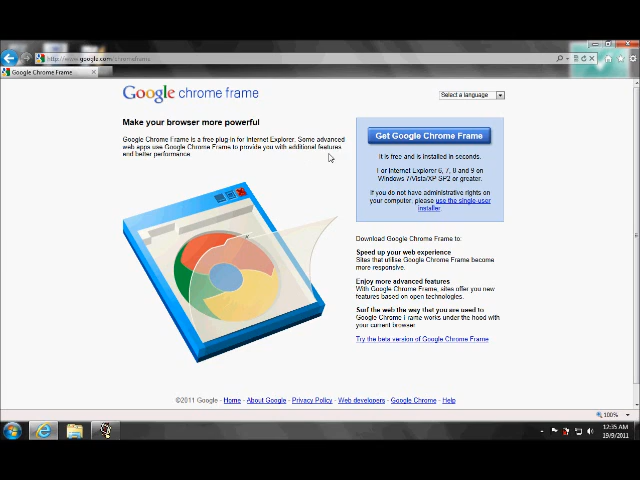 http://www.google.com/chromeframe
Google Chrome Frame
Google chrome frame
Select a language
Make your browser more powerful
Google Chrome Frame is a free plug-in for Internet Explorer. Some advanced
web apps use Google Chrome Frame to provide you with additional features
and better performance.
Get Google Chrome Frame
It is free and is installed in seconds.
For Internet Explorer 6, 7, 8 and 9 on
Windows 7/Vista/XP SP2 or greater.
If you do not have administrative rights on
your computer, please use the single-user
installer.
Download Google Chrome Frame to:
Speed up your web experience
Sites that utilise Google Chrome Frame become
more responsive.
Enjoy more advanced features
With Google Chrome Frame, sites offer you new
features based on open technologies.
Surf the web the way that you are used to
Google Chrome Frame works under the hood with
your current browser.
Try the beta version of Google Chrome Frame
©2011 Google - Home - About Google - Privacy Policy - Web developers - Google Chrome - Help
100%
12:35 AM
19/9/2011